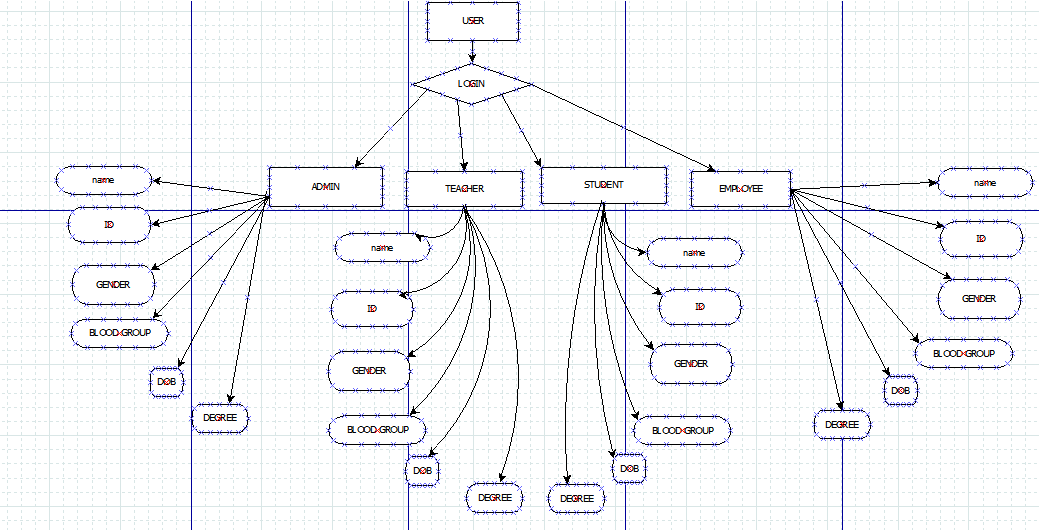 USER
LOGIN
ADMIN
TEACHER
STUDENT
EMPLOYEE
name
ID
GENDER
BLOOD GROUP
DOB
DEGREE
name
ID
GENDER
BLOOD GROUP
DOB
DEGREE
name
ID
GENDER
BLOOD GROUP
DOB
DEGREE
name
ID
GENDER
BLOOD GROUP
DOB
DEGREE